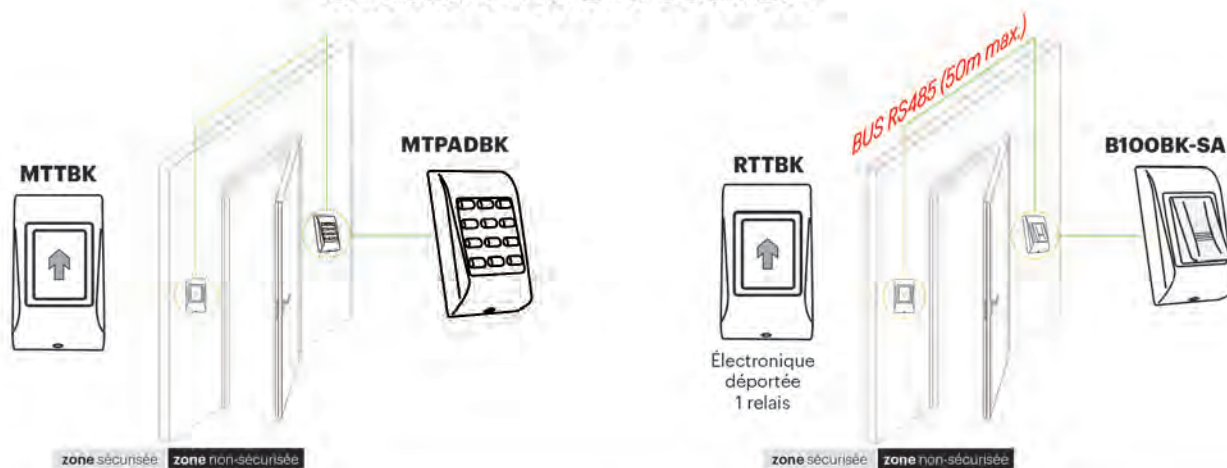 MTTBK
MTPADBK
zone sécurisée zone non-sécurisée
BUS RS485 (50m max.)
RTTBK
B100BK-SA
Électronique
déportée
1 relais
zone sécurisée zone non-sécurisée